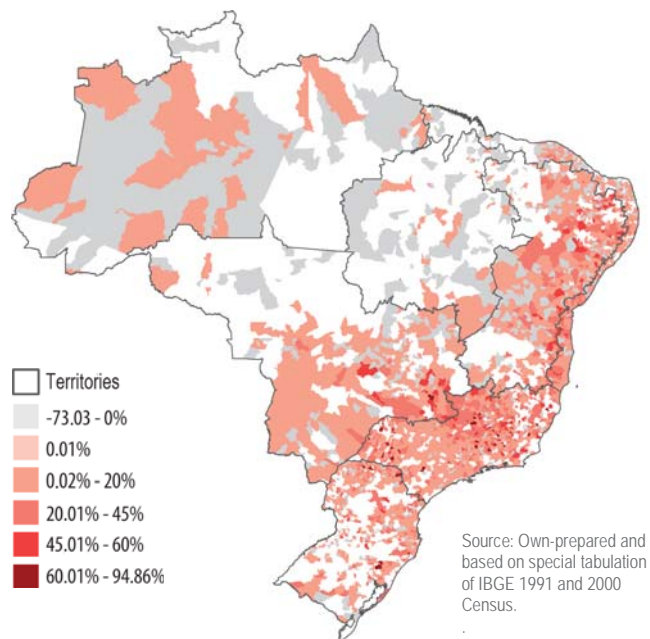 Territories
-73.03 - 0%
0.01%
0.02% - 20%
20.01% - 45%
45.01% - 60%
60.01% - 94.86%
Source: Own-prepared and
based on special tabulation
of IBGE 1991 and 2000
Census.
.